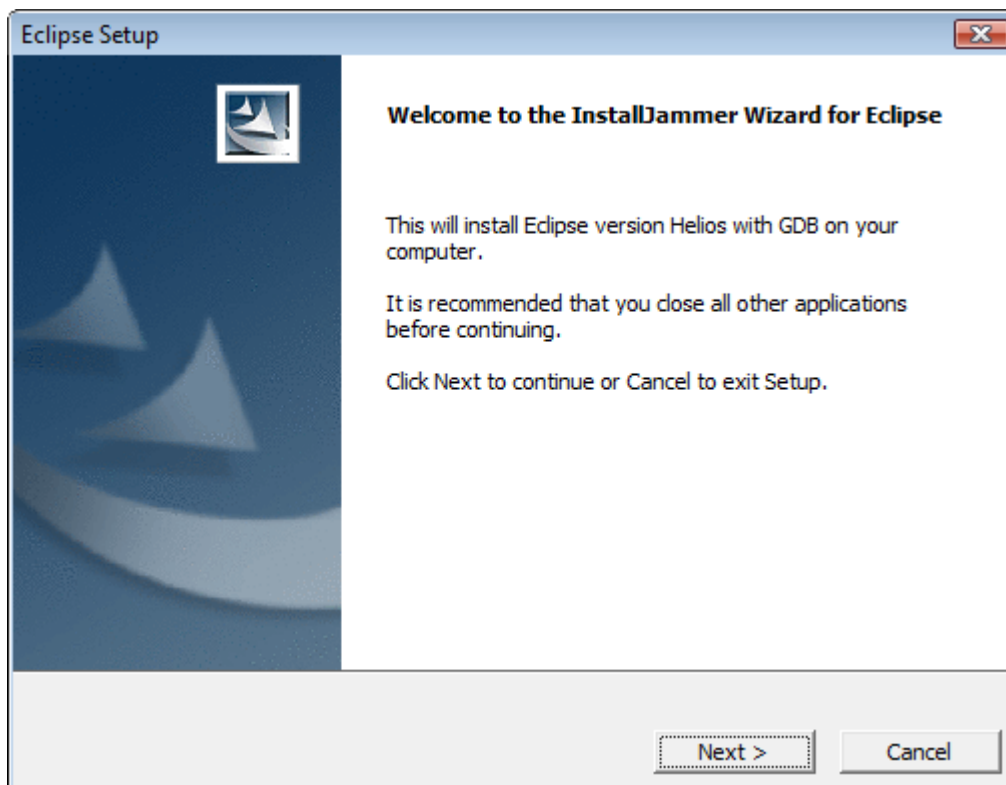 Eclipse Setup
Welcome to the InstallJammer Wizard for Eclipse
This will install Eclipse version Helios with GDB on your
computer.
It is recommended that you close all other applications
before continuing.
Click Next to continue or Cancel to exit Setup.
Next >
Cancel